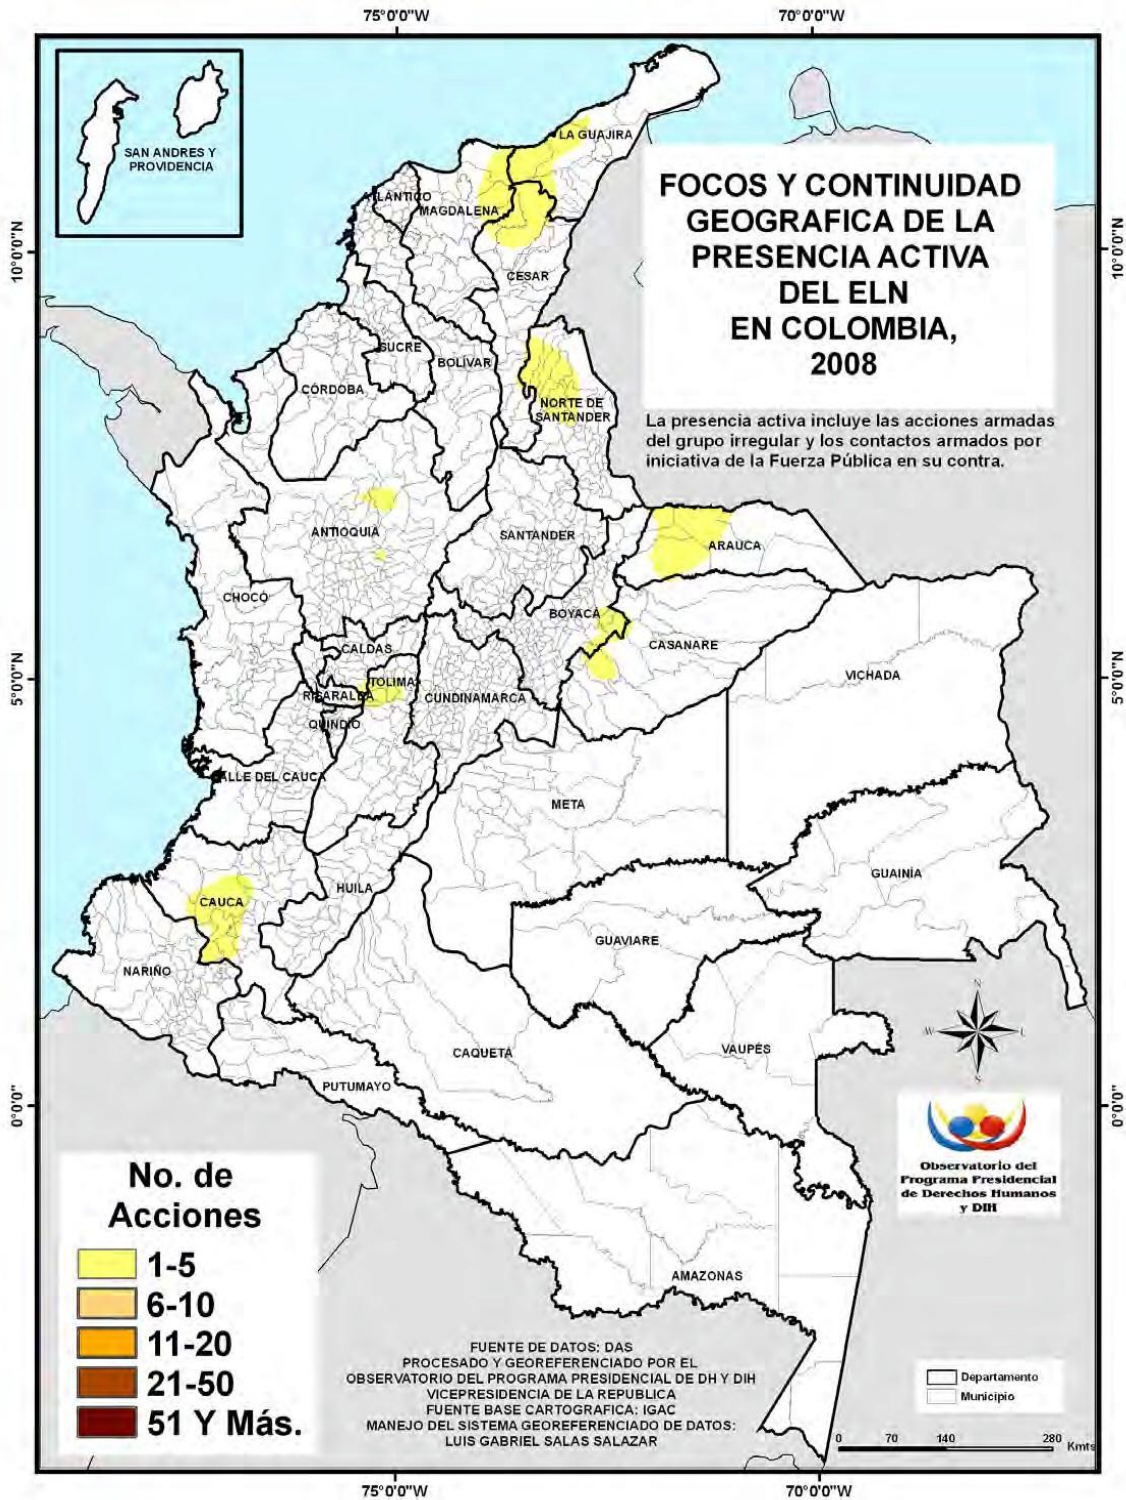 75°0'0"W
70°0'0"W
SAN ANDRES Y
PROVIDENCIA
LA GUAJIRA
ATLÁNTICO
MAGDALENA
FOCOS Y CONTINUIDAD
GEOGRAFICA DE LA
PRESENCIA ACTIVA
DEL ELN
EN COLOMBIA,
2008
10°0'0"N
10°0'0"N
CESAR
SUCRE
BOLÍVAR
CÓRDOBA
NORTE DE
SANTANDER
La presencia activa incluye las acciones armadas
del grupo irregular y los contactos armados por
iniciativa de la Fuerza Pública en su contra.
ANTIOQUIA
SANTANDER
ARAUCA
CHOCÓ
BOYACÁ
CALDAS
CASANARE
VICHADA
5°0'0"N
5°0'0"N
TOLIMA
RISARALDA
CUNDINAMARCA
QUINDÍO
ALLE DEL CAUCA
META
HUILA
GUAINÍA
CAUCA
GUAVIARE
NARIÑO
N
W
E
S
CAQUETÁ
VAUPÉS
PUTUMAYO
0°0'0"
0°0'0"
Observatorio del
Programa Presidencial
de Derechos Humanos
y DIH
No. de
Acciones
1-5
6-10
11-20
21-50
51 Y Más.
AMAZONAS
FUENTE DE DATOS: DAS
PROCESADO Y GEOREFERENCIADO POR EL
OBSERVATORIO DEL PROGRAMA PRESIDENCIAL DE DH Y DIH
VICEPRESIDENCIA DE LA REPUBLICA
FUENTE BASE CARTOGRAFICA: IGAC
MANEJO DEL SISTEMA GEOREFERENCIADO DE DATOS:
LUIS GABRIEL SALAS SALAZAR
Departamento
Municipio
0 70 140 280
Kmts
75°0'0"W
70°0'0"W